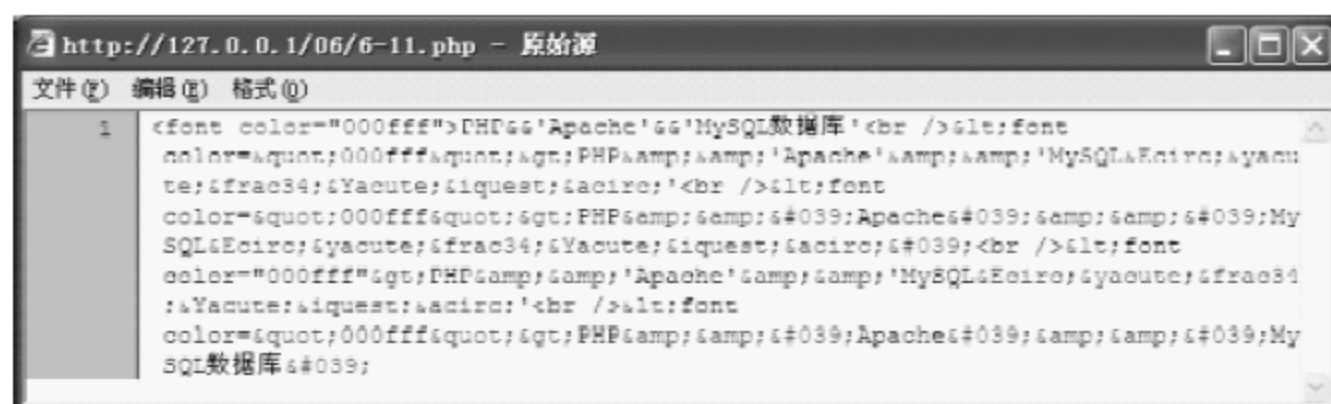 http://127.0.0.1/06/6-11.php - 原始源
文件(F) 编辑(E) 格式(O)
1 <font color="000fff">PHP&&'Apache'&&'MySQL数据库'<br />&lt;font
color=&quot;000fff&quot;&gt;PHP&amp;&amp;'Apache'&amp;&amp;'MySQL&Ecirc;&yacu
te;&frac34;&Yacute;&iquest;&acirc;'<br />&lt;font
color=&quot;000fff&quot;&gt;PHP&amp;&amp;&#039;Apache&#039;&amp;&amp;&#039;My
SQL&Ecirc;&yacute;&frac34;&Yacute;&iquest;&acirc;&#039;<br />&lt;font
color="000fff"&gt;PHP&amp;&amp;'Apache'&amp;&amp;'MySQL&Ecirc;&yacute;&frac34
;&Yacute;&iquest;&acirc;'<br />&lt;font
color=&quot;000fff&quot;&gt;PHP&amp;&amp;&#039;Apache&#039;&amp;&amp;&#039;My
SQL数据库&#039;